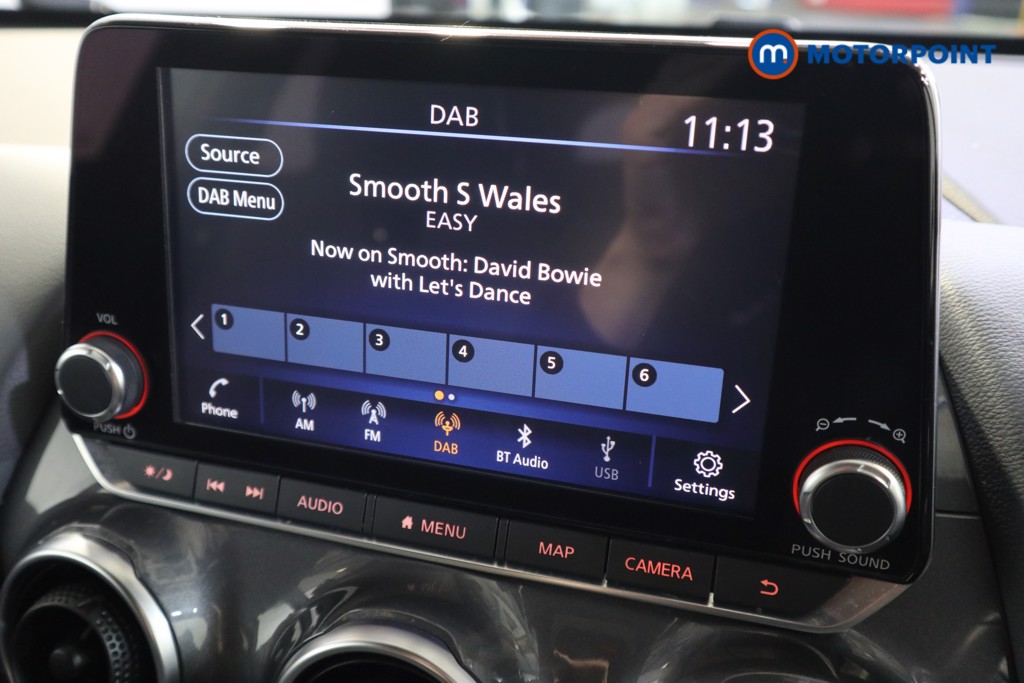 m. MOTORPOINT
DAB
11:13
Source
DAB Menu
Smooth S Wales
EASY
Now on Smooth: David Bowie
with Let's Dance
1 2 3 4 5 6
Phone
AM
FM
DAB
BT Audio
USB
Settings
VOL
PUSH
AUDIO
MENU
MAP
CAMERA
PUSH SOUND